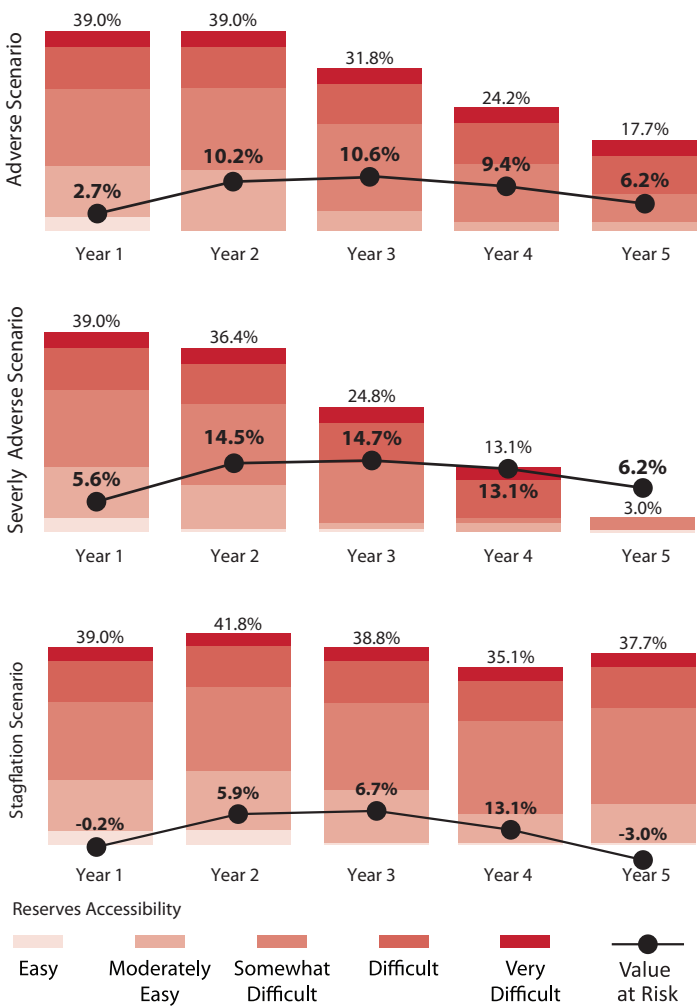 Adverse Scenario
39.0%
39.0%
31.8%
24.2%
17.7%
2.7%
10.2%
10.6%
9.4%
6.2%
Year 1
Year 2
Year 3
Year 4
Year 5
Severly Adverse Scenario
39.0%
36.4%
24.8%
13.1%
3.0%
5.6%
14.5%
14.7%
13.1%
6.2%
Year 1
Year 2
Year 3
Year 4
Year 5
Stagflation Scenario
39.0%
41.8%
38.8%
35.1%
37.7%
-0.2%
5.9%
6.7%
13.1%
-3.0%
Year 1
Year 2
Year 3
Year 4
Year 5
Reserves Accessibility
Easy
Moderately
Easy
Somewhat
Difficult
Difficult
Very
Difficult
Value
at Risk